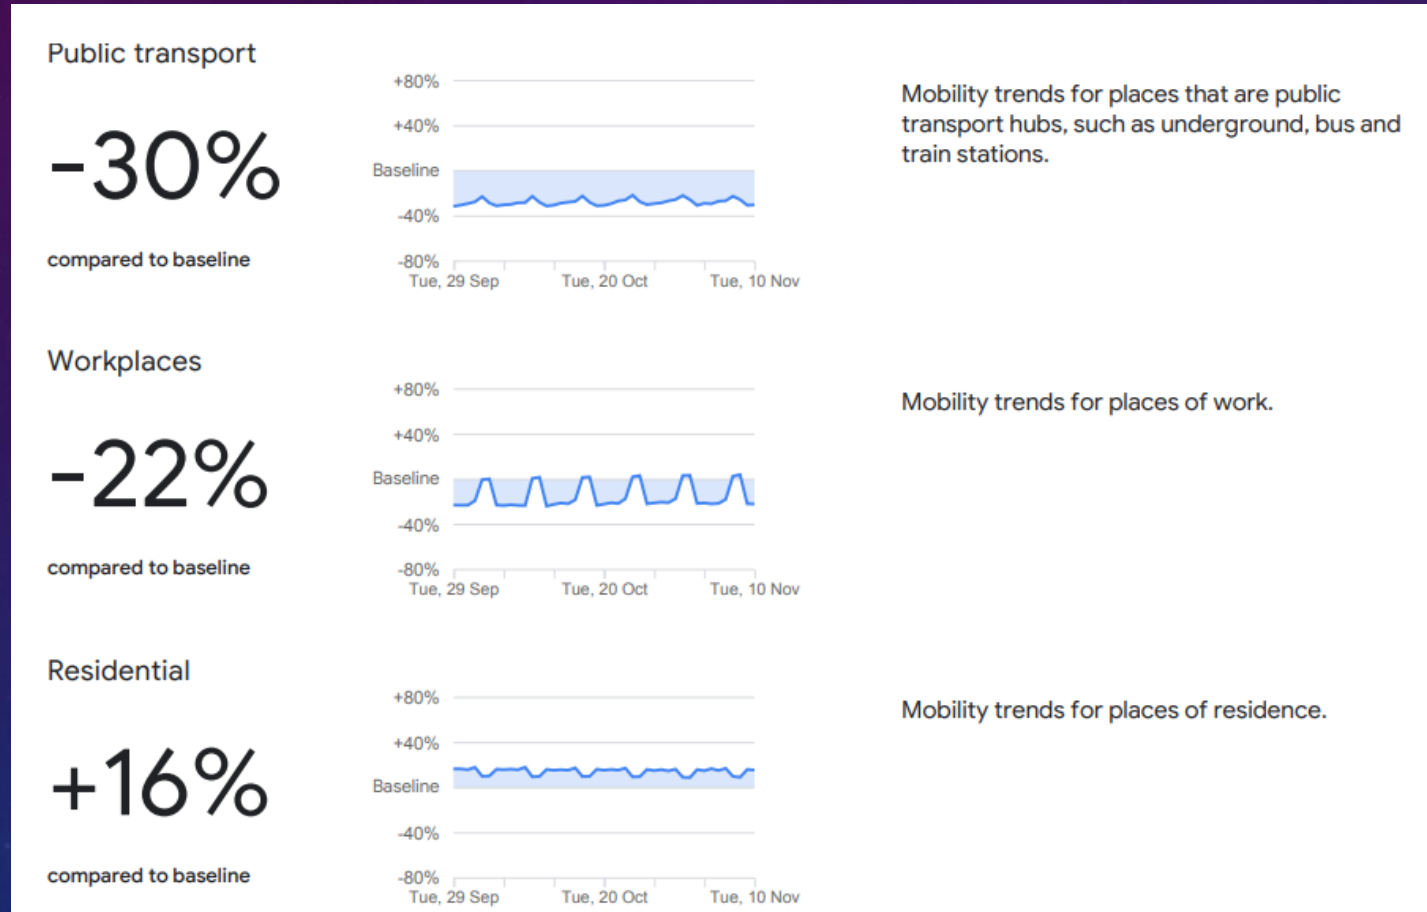 Public transport
-30%
compared to baseline
+80%
+40%
Baseline
-40%
-80%
Tue, 29 Sep
Tue, 20 Oct
Tue, 10 Nov
Mobility trends for places that are public
transport hubs, such as underground, bus and
train stations.
Workplaces
-22%
compared to baseline
+80%
+40%
Baseline
-40%
-80%
Tue, 29 Sep
Tue, 20 Oct
Tue, 10 Nov
Mobility trends for places of work.
Residential
+16%
compared to baseline
+80%
+40%
Baseline
-40%
-80%
Tue, 29 Sep
Tue, 20 Oct
Tue, 10 Nov
Mobility trends for places of residence.